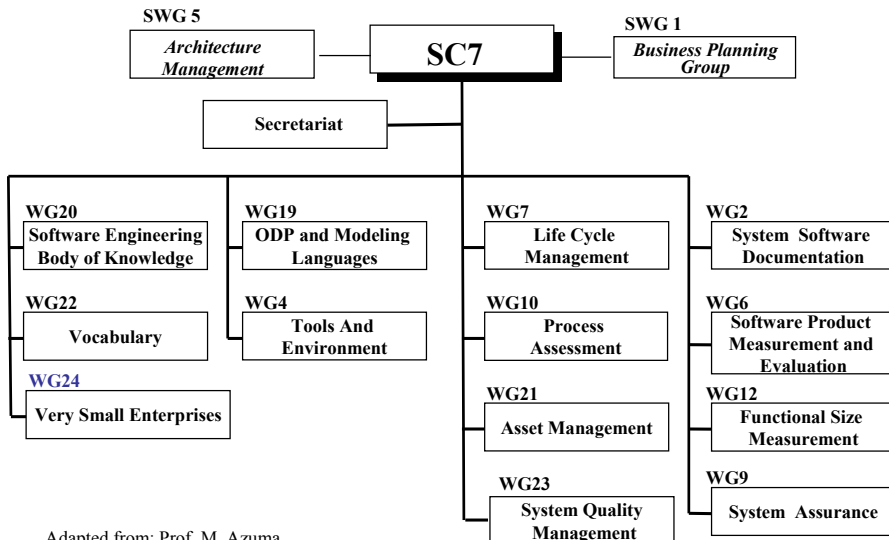 SWG 5
SWG 1
Architecture
Management
SC7
Business Planning
Group
Secretariat
WG20
Software Engineering
Body of Knowledge
WG19
ODP and Modeling
Languages
WG7
Life Cycle
Management
WG2
System Software
Documentation
WG22
Vocabulary
WG4
Tools And
Environment
WG10
Process
Assessment
WG6
Software Product
Measurement and
Evaluation
WG24
Very Small Enterprises
WG21
Asset Management
WG12
Functional Size
Measurement
WG23
System Quality
Management
WG9
System Assurance
Adapted from: Prof. M. Azuma